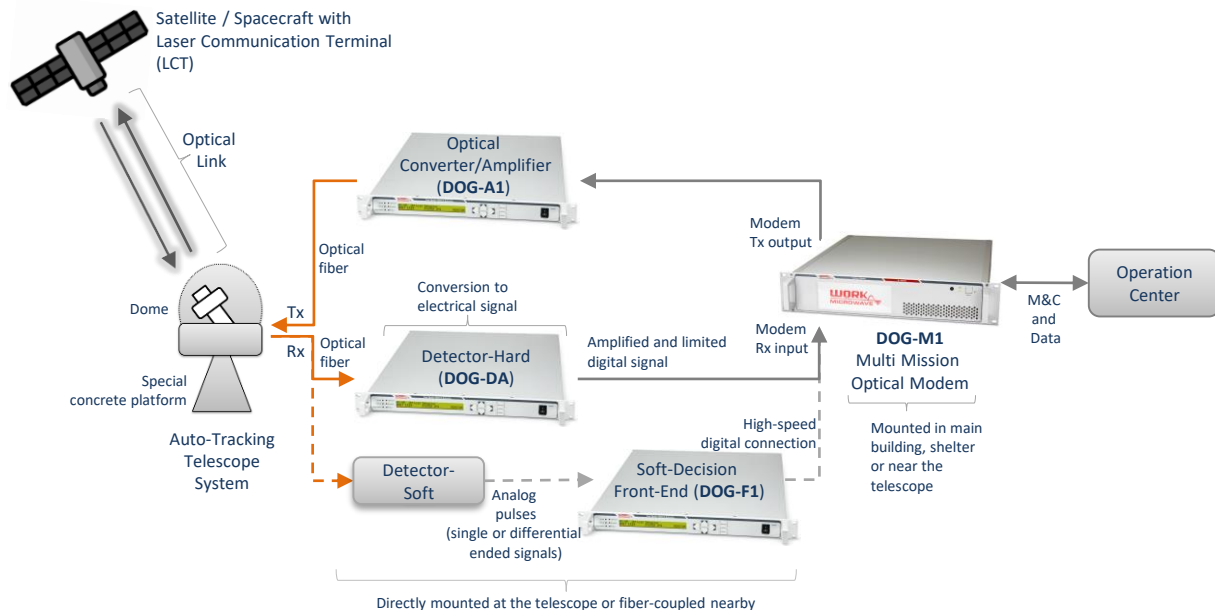 Satellite / Spacecraft with
Laser Communication Terminal
(LCT)
Optical
Link
Optical
Converter/Amplifier
(DOG-A1)
Modem
Tx output
Optical
fiber
Dome
Tx
Rx
Optical
fiber
Conversion to
electrical signal
Detector-Hard
(DOG-DA)
Amplified and limited
digital signal
Modem
Rx input
WORK
MICROWAVE
M&C
and
Data
Operation
Center
DOG-M1
Multi Mission
Optical Modem
Mounted in main
building, shelter
or near the
telescope
Special
concrete platform
Auto-Tracking
Telescope
System
Detector-
Soft
Analog
pulses
(single or differential
ended signals)
High-speed
digital connection
Soft-Decision
Front-End (DOG-F1)
Directly mounted at the telescope or fiber-coupled nearby